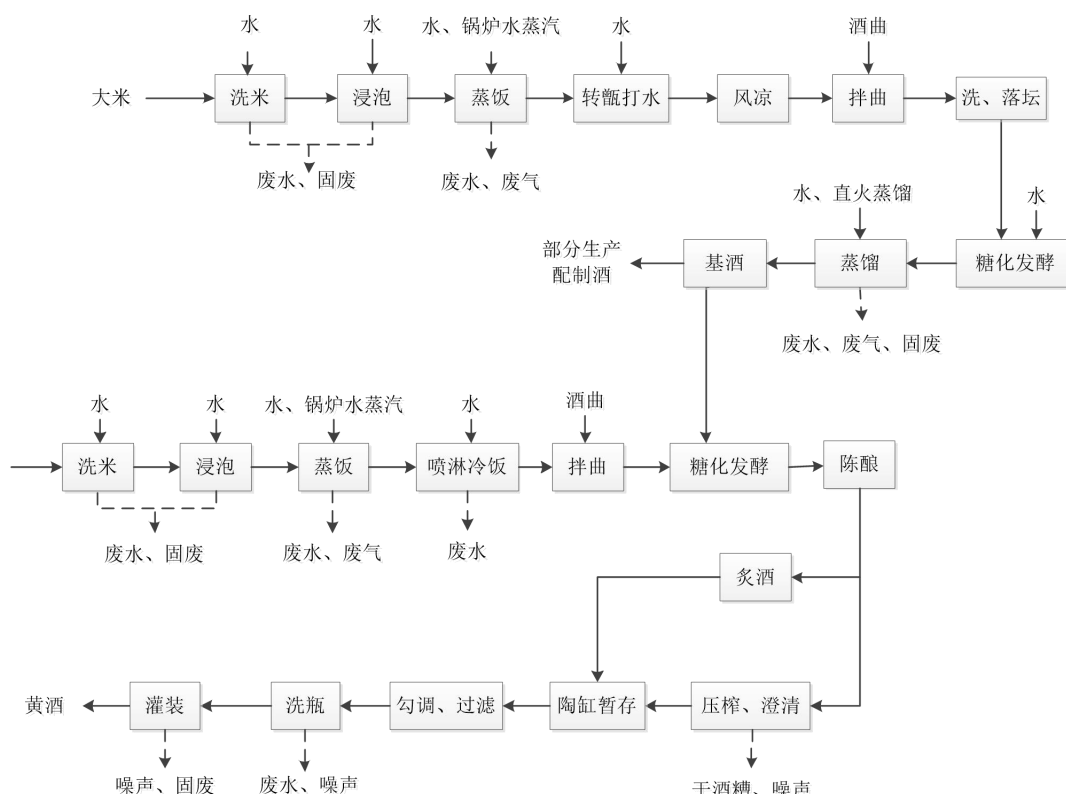 水
水
水、锅炉水蒸汽
水
酒曲
大米
洗米
浸泡
蒸饭
转甑打水
风凉
拌曲
洗、落坛
废水、固废
废水、废气
水、直火蒸馏
水
部分生产
配制酒
基酒
蒸馏
糖化发酵
废水、废气、固废
水
水
水、锅炉水蒸汽
水
酒曲
洗米
浸泡
蒸饭
喷淋冷饭
拌曲
糖化发酵
陈酿
废水、固废
废水、废气
废水
炙酒
黄酒
灌装
洗瓶
勾调、过滤
陶缸暂存
压榨、澄清
噪声、固废
废水、噪声
干酒糟、噪声